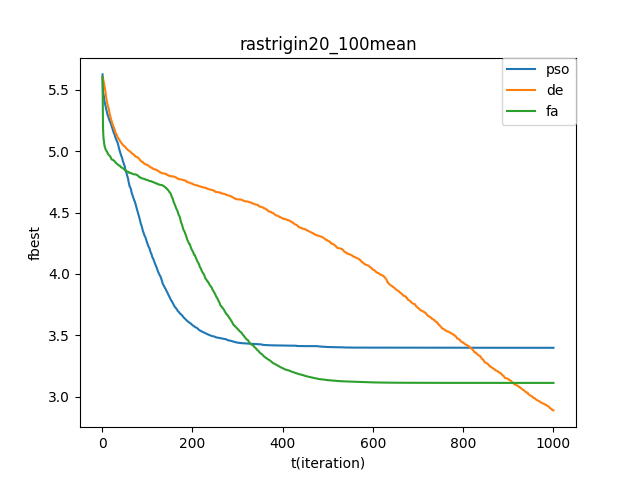 rastrigin20_100mean
pso
de
fa
fbest
5.5
5.0
4.5
4.0
3.5
3.0
0 200 400 600 800 1000
t(iteration)